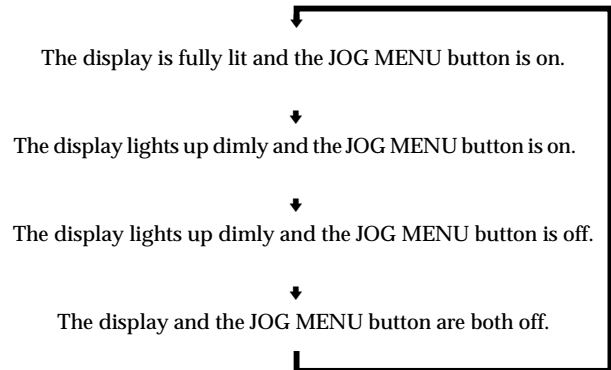 The display is fully lit and the JOG MENU button is on.
The display lights up dimly and the JOG MENU button is on.
The display lights up dimly and the JOG MENU button is off.
The display and the JOG MENU button are both off.